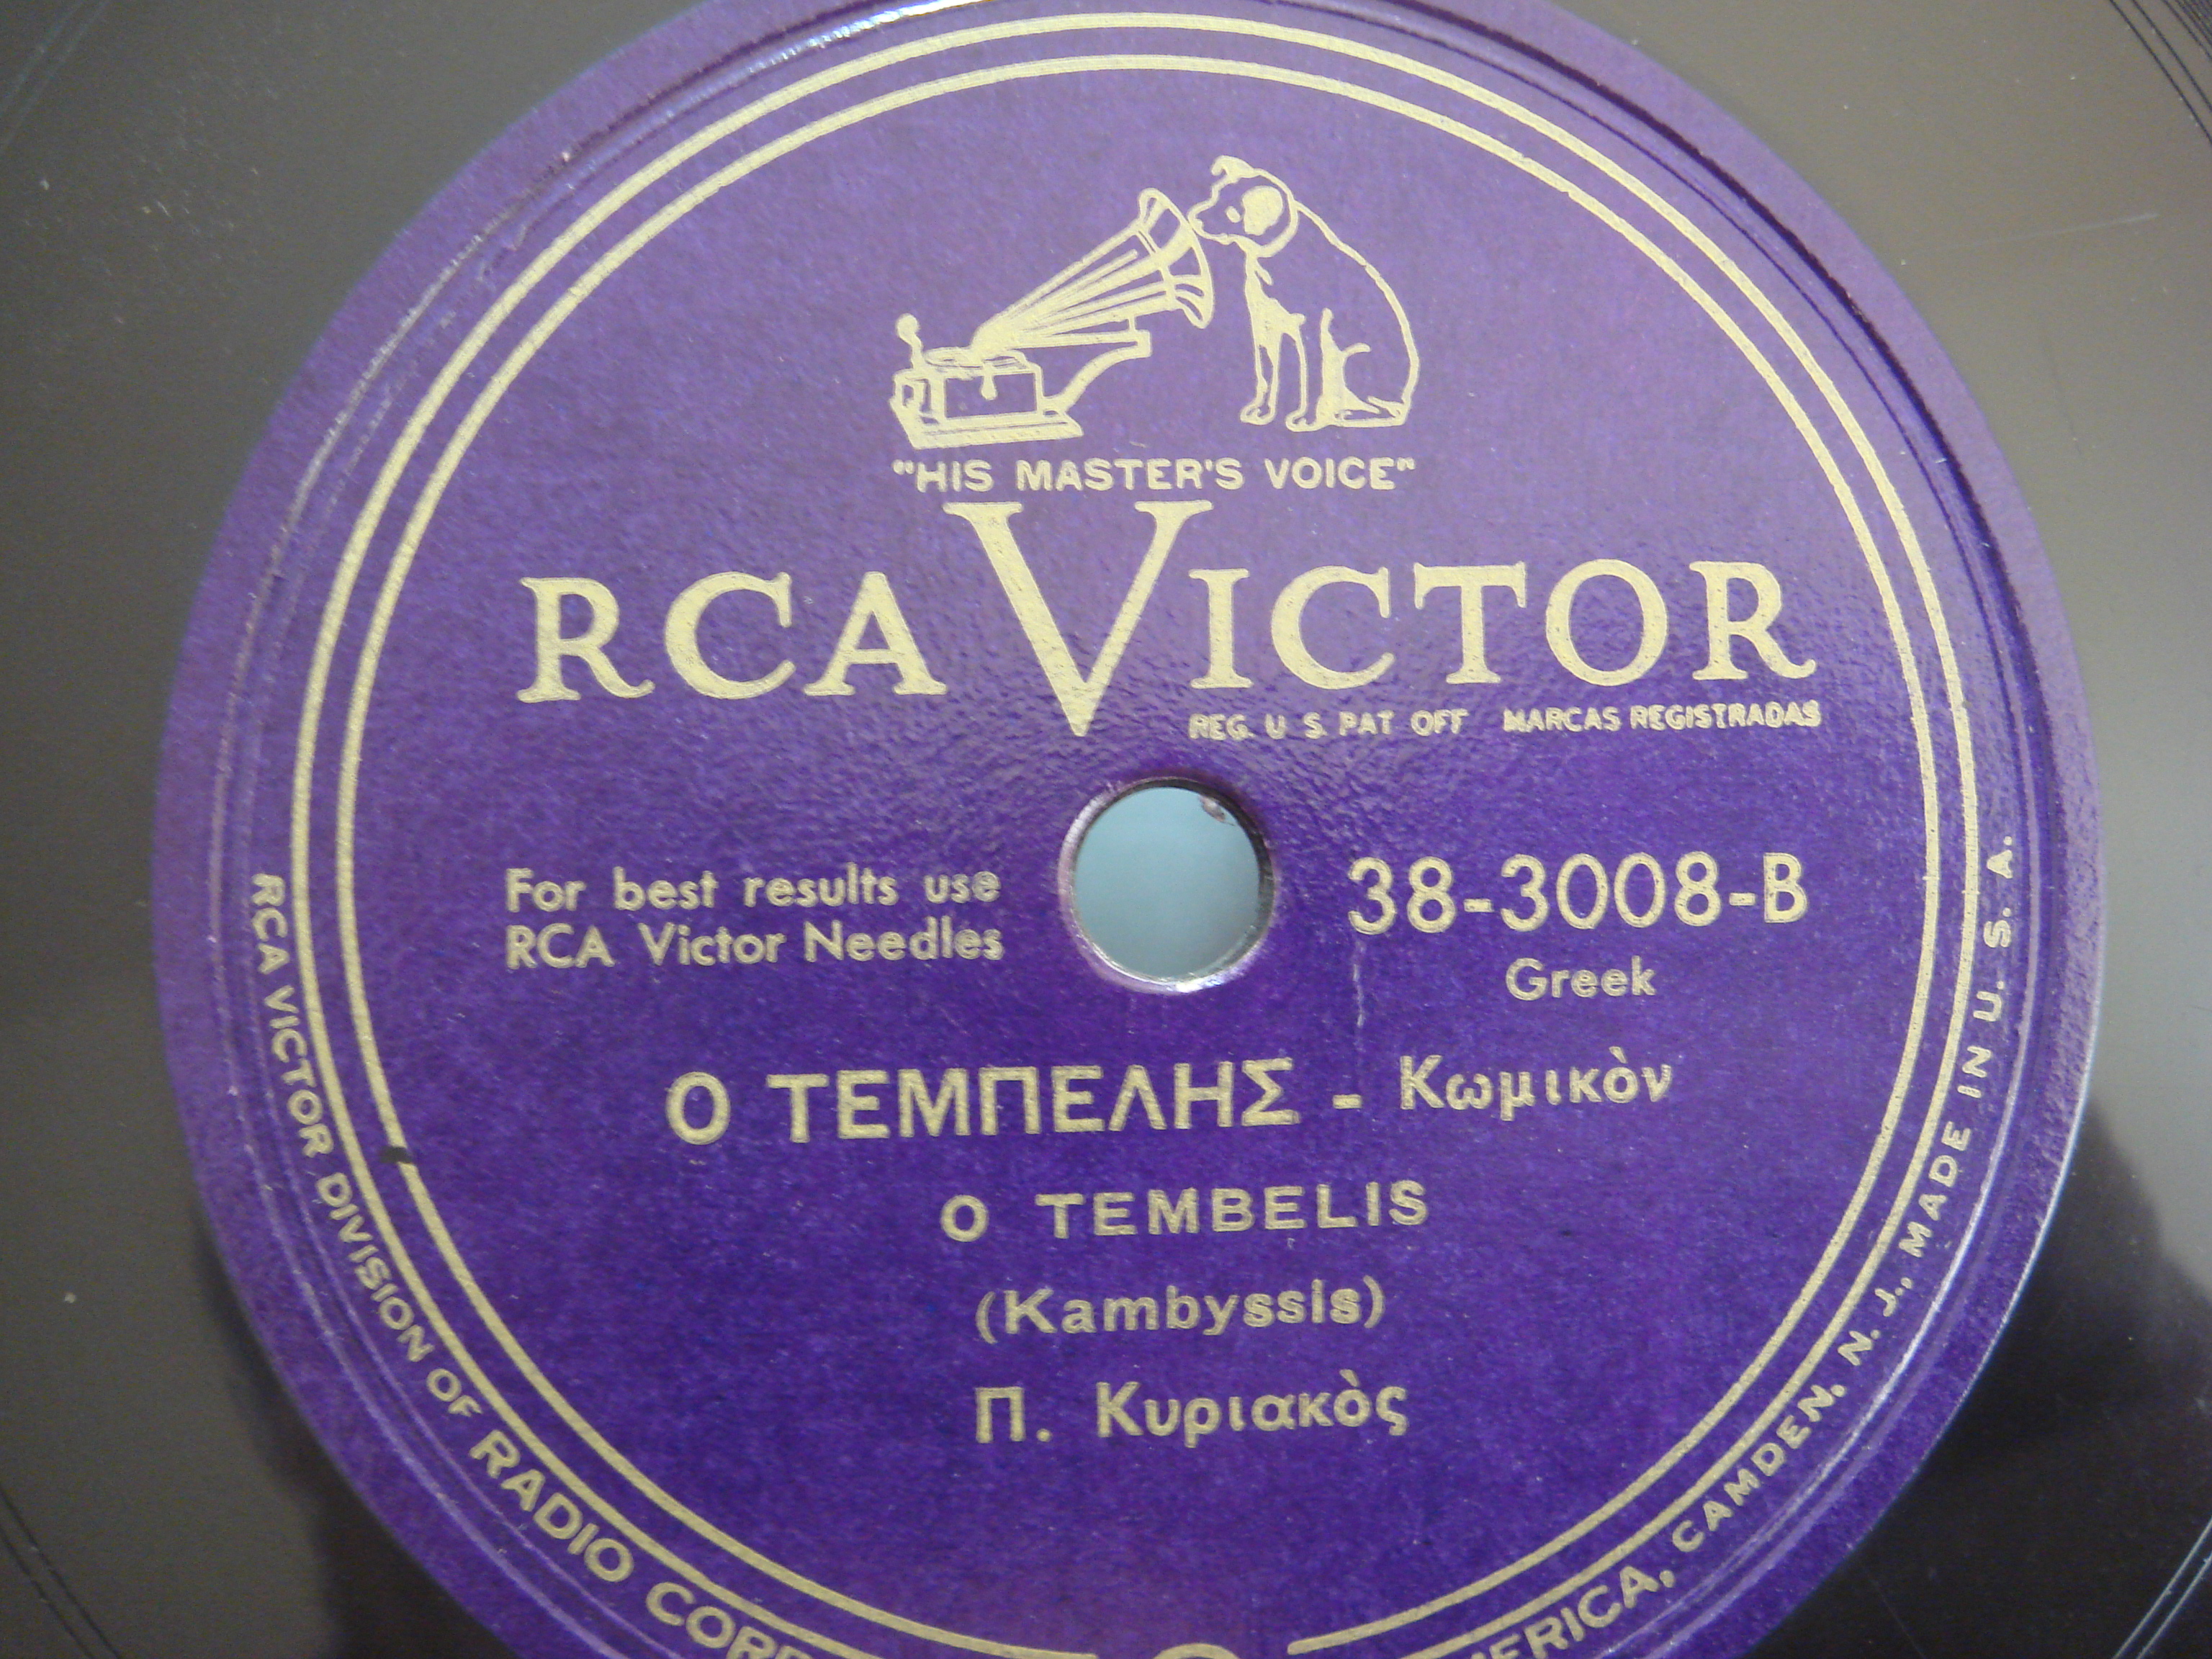 "HIS MASTER'S VOICE"
RCA VICTOR
REG. U S. PAT OFF MARCAS REGISTRADAS
For best results use
RCA Victor Needles
38-3008-B
Greek
Ο ΤΕΜΠΕΛΗΣ - Κωμικὸν
O TEMBELIS
(Kambyssis)
Π. Κυριακὸς
RCA VICTOR DIVISION OF RADIO CORP
ERICA, CAMDEN, N. J., MADE IN U. S. A.